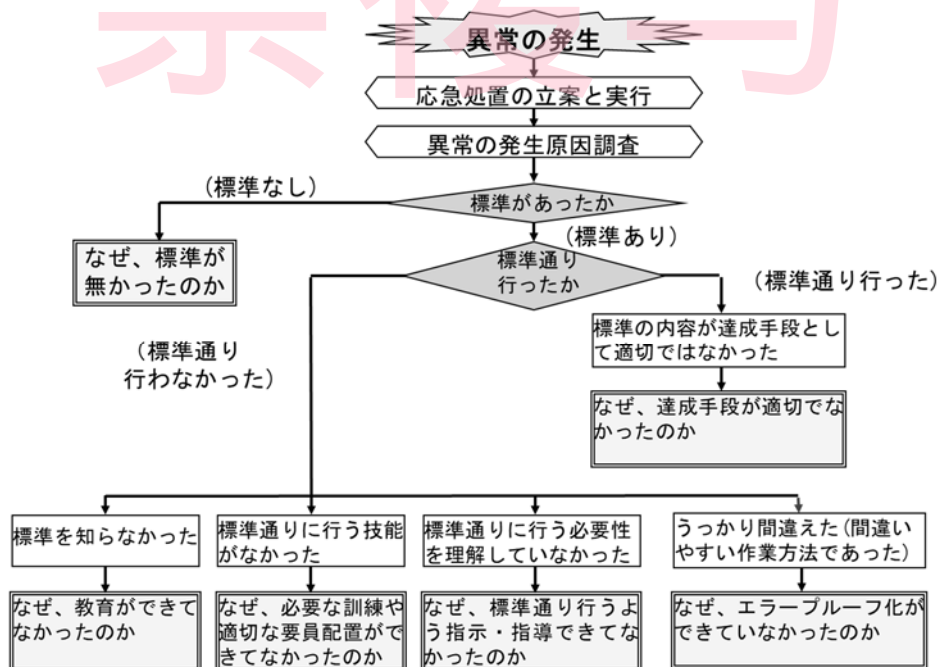 異常の発生
応急処置の立案と実行
異常の発生原因調査
(標準なし)
標準があったか
(標準あり)
なぜ、標準が
無かったのか
標準通り
行ったか
(標準通り行った)
標準の内容が達成手段とし
て適切ではなかった
(標準通り
行わなかった)
なぜ、達成手段が適切でな
かったのか
標準を知らなかった
標準通りに行う技能
がなかった
標準通りに行う必要性
を理解していなかった
うっかり間違えた(間違い
やすい作業方法であった)
なぜ、教育ができて
なかったのか
なぜ、必要な訓練や
適切な要員配置がで
きてなかったのか
なぜ、標準通り行うよ
う指示・指導できてな
かったのか
なぜ、エラープルーフ化が
できていなかったのか